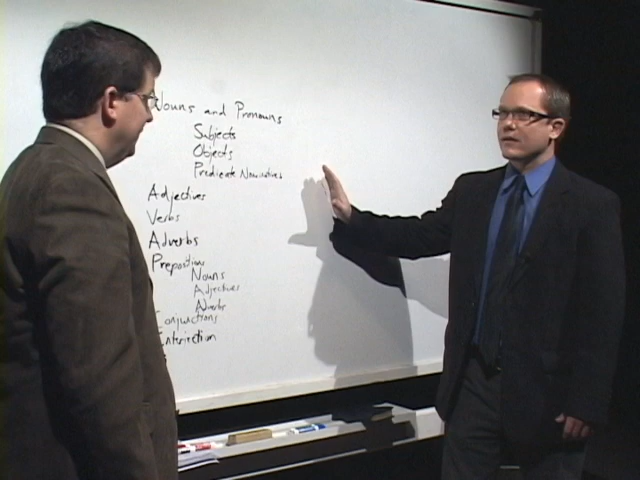 Nouns and Pronouns
Subjects
Objects
Predicate Nominatives
Adjectives
Verbs
Adverbs
Prepositions
Nouns
Adjectives
Adverbs
Conjunctions
Interjection